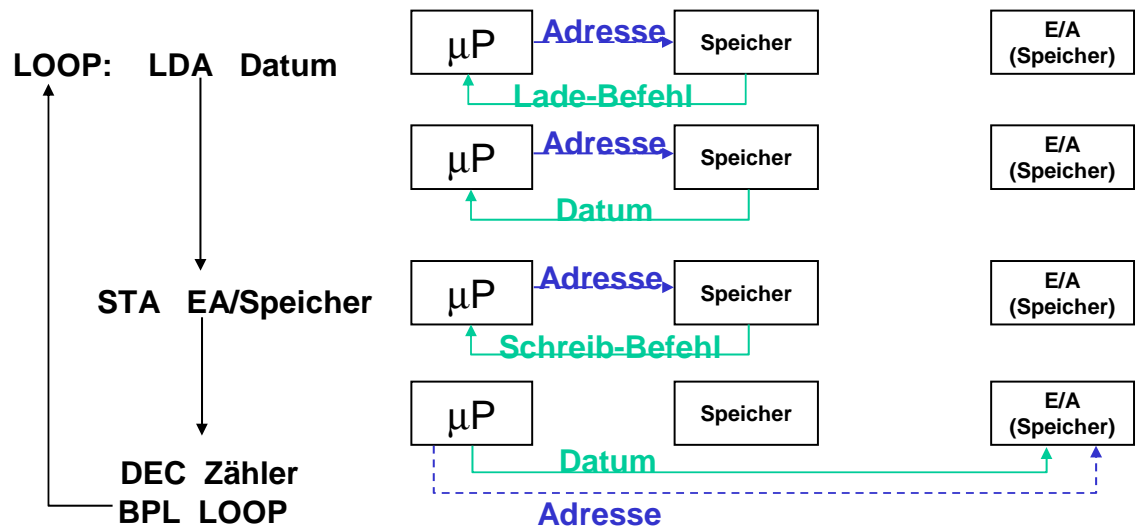 LOOP: LDA Datum
μP
Adresse
Speicher
E/A
(Speicher)
Lade-Befehl
μP
Adresse
Speicher
E/A
(Speicher)
Datum
STA EA/Speicher
μP
Adresse
Speicher
E/A
(Speicher)
Schreib-Befehl
μP
Speicher
E/A
(Speicher)
Datum
Adresse
DEC Zähler
BPL LOOP